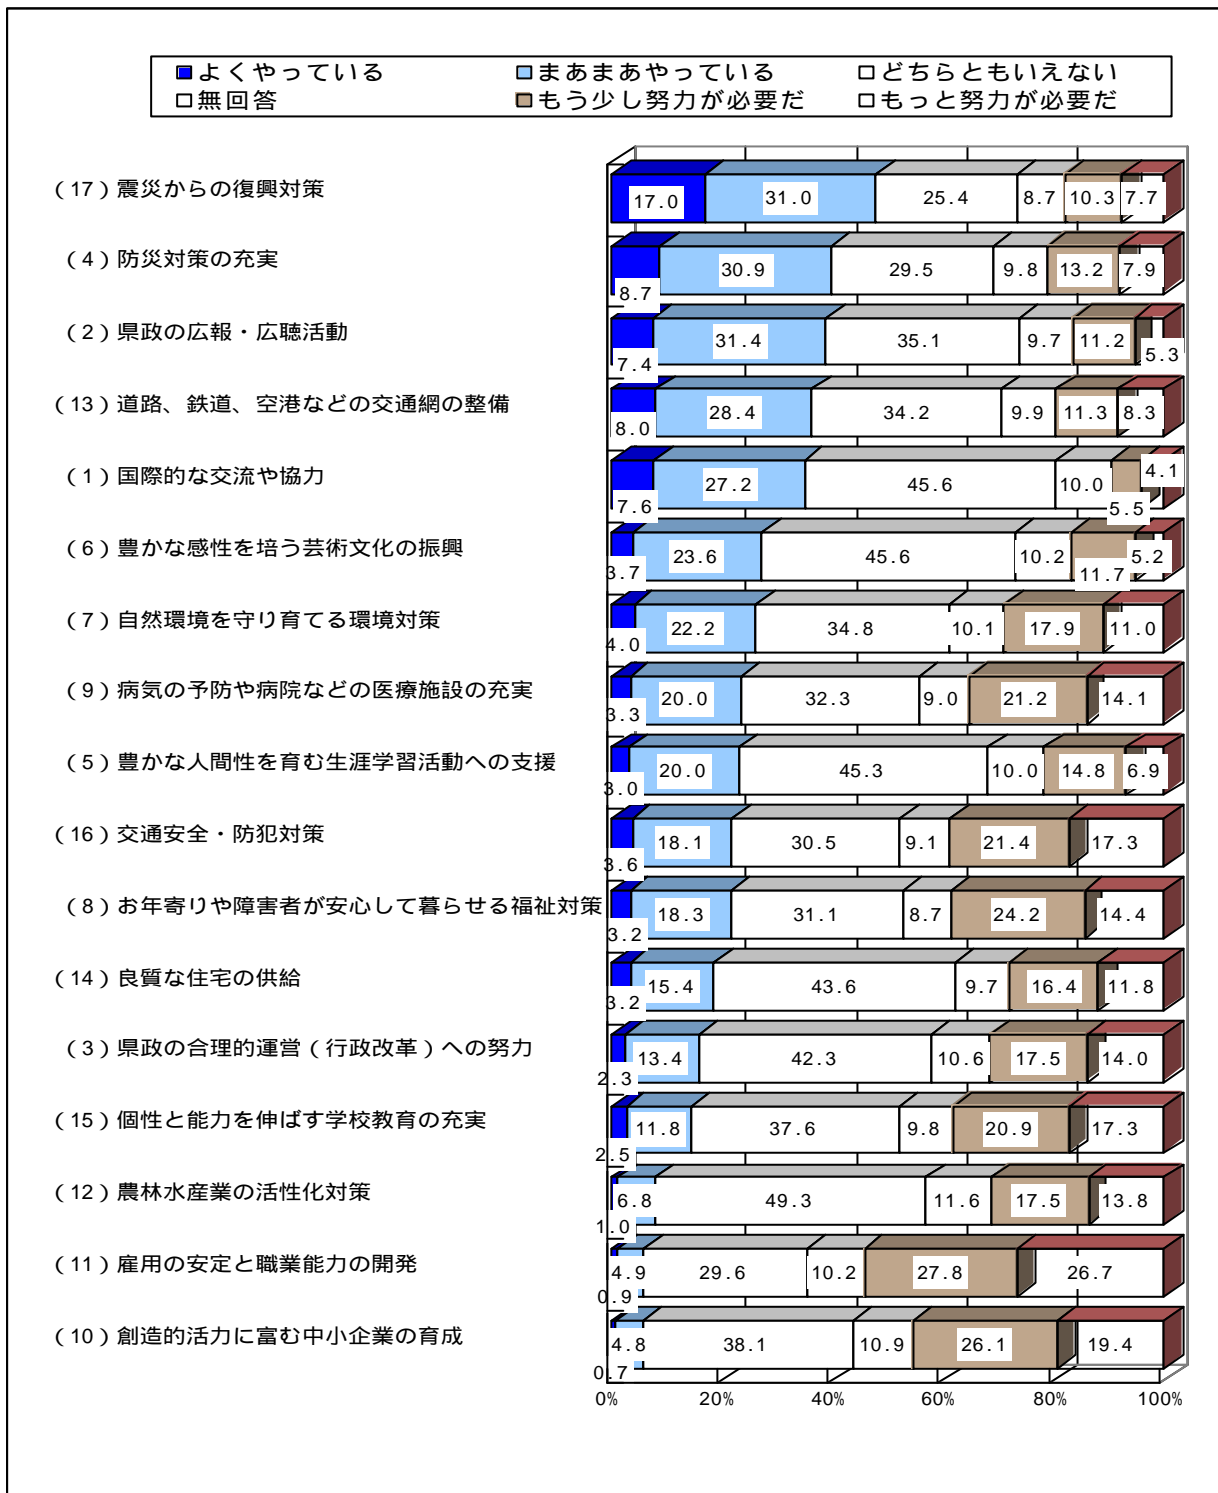 よくやっている まあまあやっている どちらともいえない
無回答 もう少し努力が必要だ もっと努力が必要だ
(17)震災からの復興対策 17.0 31.0 25.4 8.7 10.3 7.7
(4)防災対策の充実 8.7 30.9 29.5 9.8 13.2 7.9
(2)県政の広報・広聴活動 7.4 31.4 35.1 9.7 11.2 5.3
(13)道路、鉄道、空港などの交通網の整備 8.0 28.4 34.2 9.9 11.3 8.3
(1)国際的な交流や協力 7.6 27.2 45.6 10.0 5.5 4.1
(6)豊かな感性を培う芸術文化の振興 3.7 23.6 45.6 10.2 11.7 5.2
(7)自然環境を守り育てる環境対策 4.0 22.2 34.8 10.1 17.9 11.0
(9)病気の予防や病院などの医療施設の充実 3.3 20.0 32.3 9.0 21.2 14.1
(5)豊かな人間性を育む生涯学習活動への支援 3.0 20.0 45.3 10.0 14.8 6.9
(16)交通安全・防犯対策 3.6 18.1 30.5 9.1 21.4 17.3
(8)お年寄りや障害者が安心して暮らせる福祉対策 3.2 18.3 31.1 8.7 24.2 14.4
(14)良質な住宅の供給 3.2 15.4 43.6 9.7 16.4 11.8
(3)県政の合理的運営(行政改革)への努力 2.3 13.4 42.3 10.6 17.5 14.0
(15)個性と能力を伸ばす学校教育の充実 2.5 11.8 37.6 9.8 20.9 17.3
(12)農林水産業の活性化対策 1.0 6.8 49.3 11.6 17.5 13.8
(11)雇用の安定と職業能力の開発 0.9 4.9 29.6 10.2 27.8 26.7
(10)創造的活力に富む中小企業の育成 0.7 4.8 38.1 10.9 26.1 19.4
0% 20% 40% 60% 80% 100%